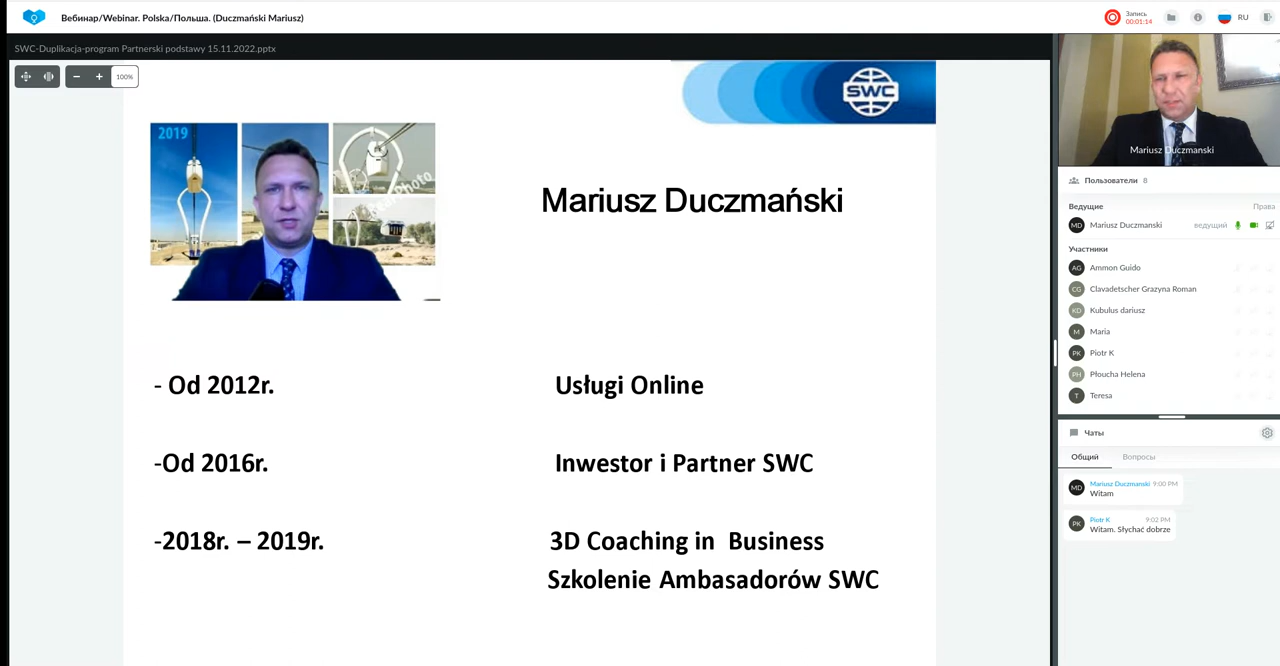 Вебинар/Webinar. Polska/Польша. (Duczmański Mariusz)
Запись
00:01:14
RU
SWC-Duplikacja-program Partnerski podstawy 15.11.2022.pptx
100%
SWC
2019
Mariusz Duczmański
- Od 2012r. Usługi Online
-Od 2016r. Inwestor i Partner SWC
-2018r. – 2019r. 3D Coaching in Business
Szkolenie Ambasadorów SWC
Mariusz Duczmanski
Пользователи 8
Ведущие Права
MD Mariusz Duczmanski ведущий
Участники
AG Ammon Guido
CG Clavadetscher Grazyna Roman
KD Kubulus dariusz
M Maria
PK Piotr K
PH Płoucha Helena
T Teresa
Чаты
Общий Вопросы
MD Mariusz Duczmanski 9:00 PM
Witam
PK Piotr K 9:02 PM
Witam. Słychać dobrze